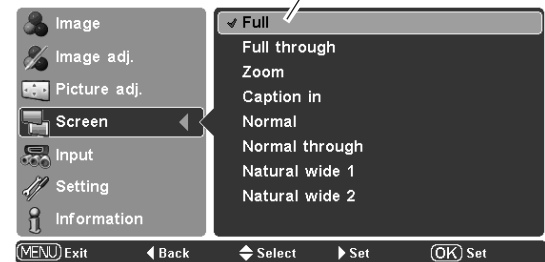 Image
Image adj.
Picture adj.
Screen
Input
Setting
Information
Full
Full through
Zoom
Caption in
Normal
Normal through
Natural wide 1
Natural wide 2
MENU Exit Back Select Set OK Set